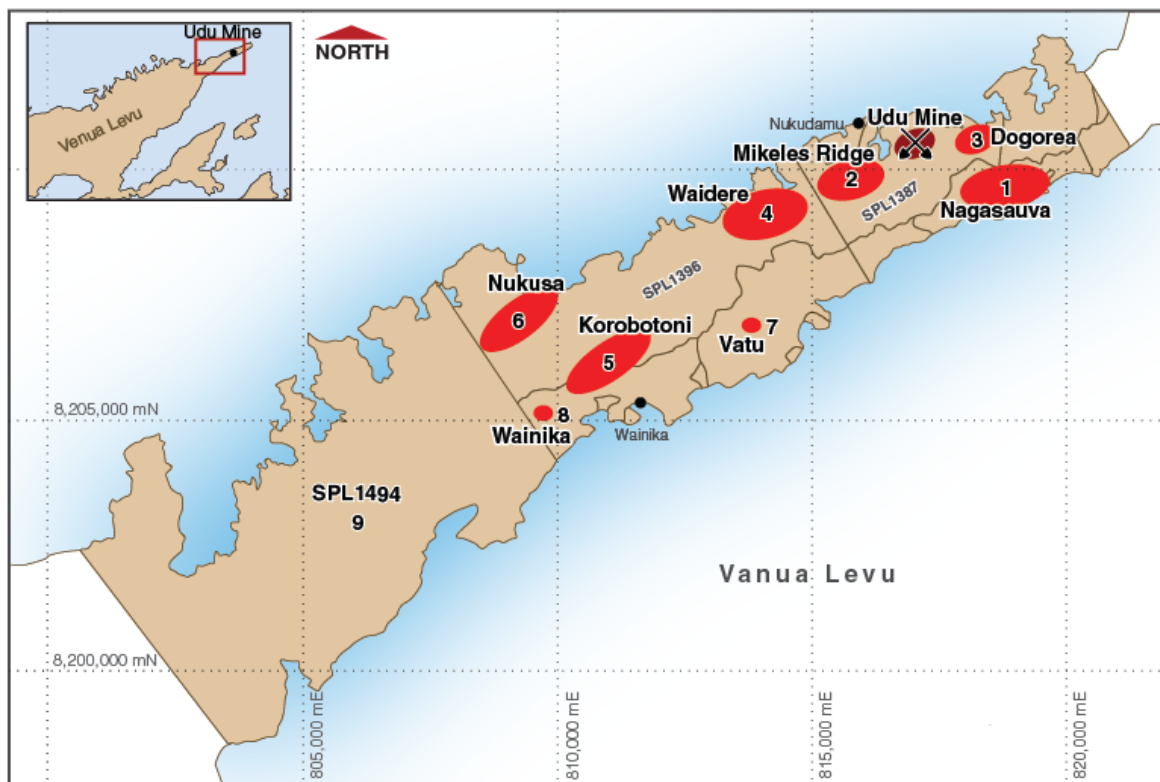 Udu Mine
Venua Levu
NORTH
Nukudamu
Udu Mine
3
Dogorea
Mikeles Ridge
2
SPL1387
1
Nagasauva
Waidere
4
SPL1396
Nukusa
6
Korobotoni
5
7
Vatu
8,205,000 mN
8
Wainika
Wainika
SPL1494
9
Vanua Levu
8,200,000 mN
805,000 mE
810,000 mE
815,000 mE
820,000 mE